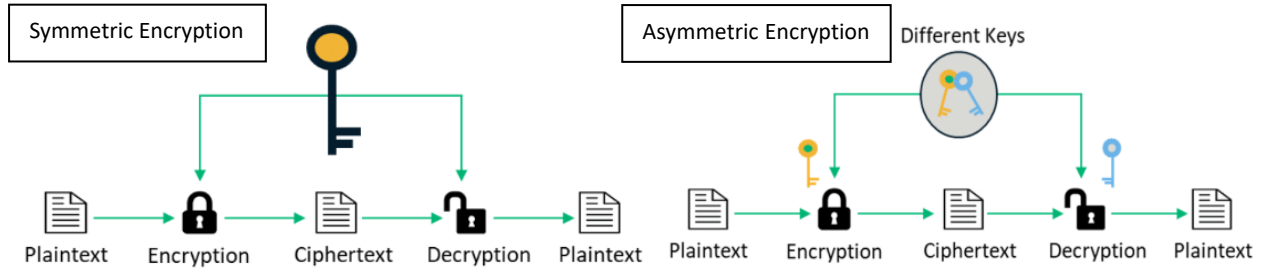 Symmetric Encryption
Plaintext
Encryption
Ciphertext
Decryption
Plaintext
Asymmetric Encryption
Different Keys
Plaintext
Encryption
Ciphertext
Decryption
Plaintext